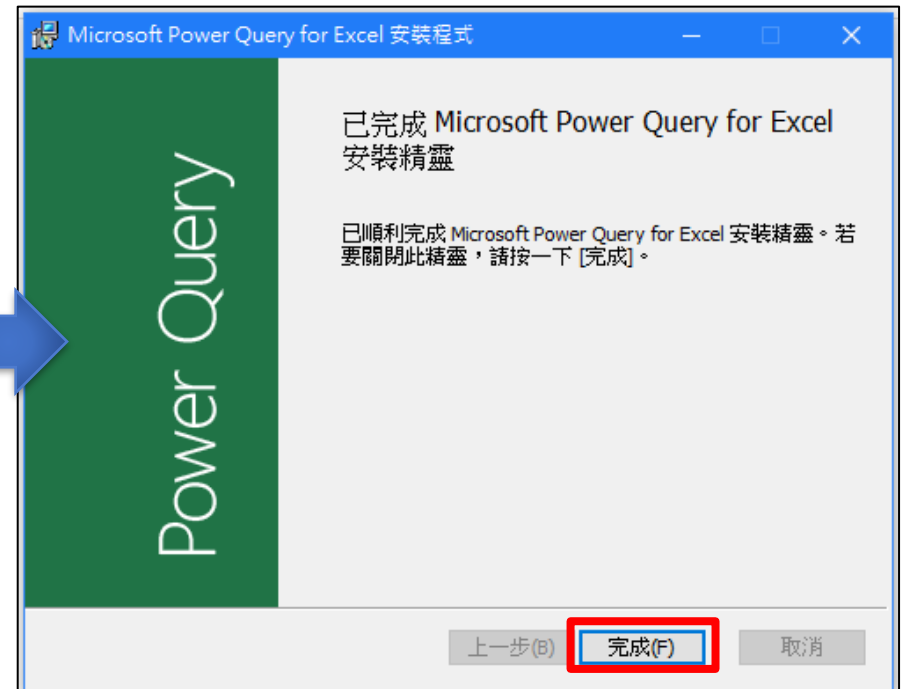 Microsoft Power Query for Excel 安裝程式
Power Query
已完成 Microsoft Power Query for Excel
安裝精靈
已順利完成 Microsoft Power Query for Excel 安裝精靈。若
要關閉此精靈，請按一下 [完成]。
上一步(B)
完成(F)
取消